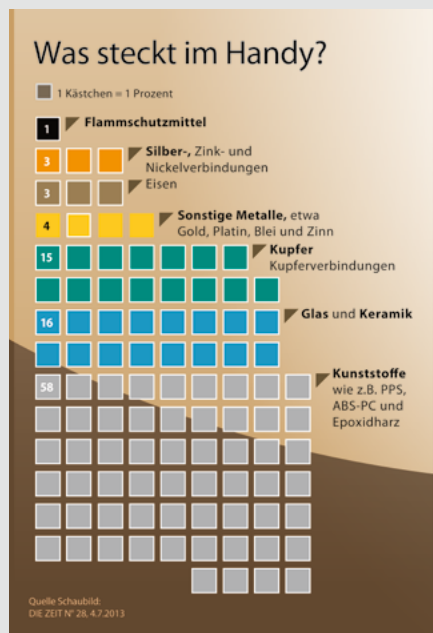 Was steckt im Handy?
1 Kästchen = 1 Prozent
1
Flammschutzmittel
3
Silber-, Zink- und
Nickelverbindungen
3
Eisen
4
Sonstige Metalle, etwa
Gold, Platin, Blei und Zinn
15
Kupfer
Kupferverbindungen
16
Glas und Keramik
58
Kunststoffe
wie z.B. PPS,
ABS-PC und
Epoxidharz
Quelle Schaubild:
DIE ZEIT N° 28, 4.7.2013